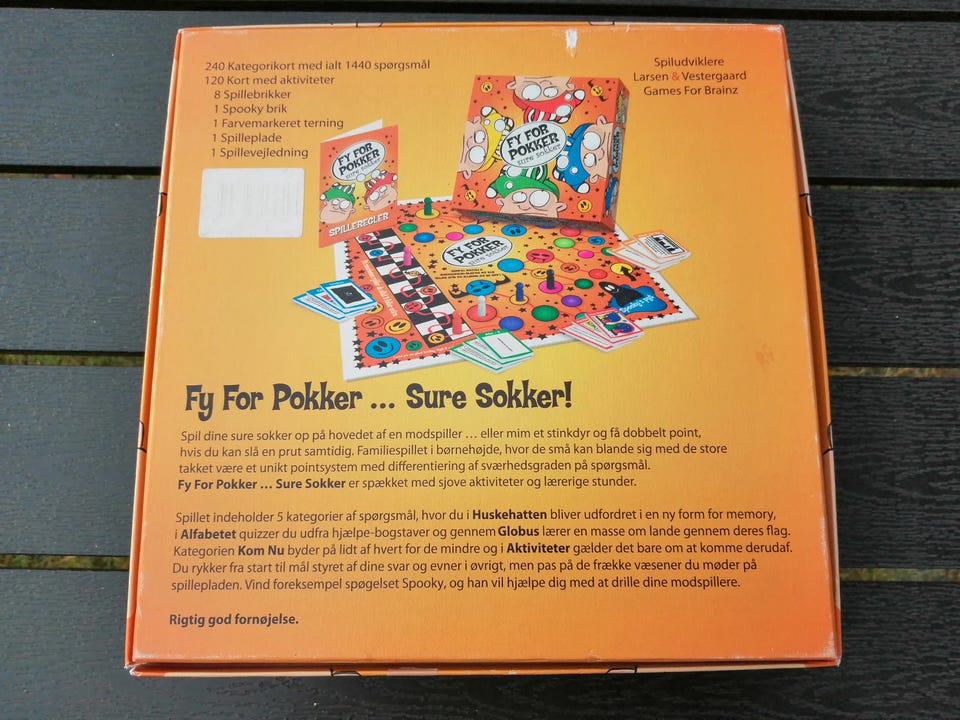 240 Kategorikort med ialt 1440 spørgsmål
120 Kort med aktiviteter
8 Spillebrikker
1 Spooky brik
1 Farvemarkeret terning
1 Spilleplade
1 Spillevejledning
Spiludviklere
Larsen & Vestergaard
Games For Brainz
FY FOR
POKKER
sure sokker
FY FOR
POKKER
sure sokker
SPILLEREGLER
FY FOR
POKKER
sure sokker
Fy For Pokker ... Sure Sokker!
Spil dine sure sokker op på hovedet af en modspiller ... eller mim et stinkdyr og få dobbelt point,
hvis du kan slå en prut samtidig. Familiespillet i børnehøjde, hvor de små kan blande sig med de store
takket være et unikt pointsystem med differentiering af sværhedsgraden på spørgsmål.
Fy For Pokker ... Sure Sokker er spækket med sjove aktiviteter og lærerige stunder.
Spillet indeholder 5 kategorier af spørgsmål, hvor du i Huskehatten bliver udfordret i en ny form for memory,
i Alfabetet quizzer du udfra hjælpe-bogstaver og gennem Globus lærer en masse om lande gennem deres flag.
Kategorien Kom Nu byder på lidt af hvert for de mindre og i Aktiviteter gælder det bare om at komme derudaf.
Du rykker fra start til mål styret af dine svar og evner i øvrigt, men pas på de frække væsener du møder på
spillepladen. Vind foreksempel spøgelset Spooky, og han vil hjælpe dig med at drille dine modspillere.
Rigtig god fornøjelse.